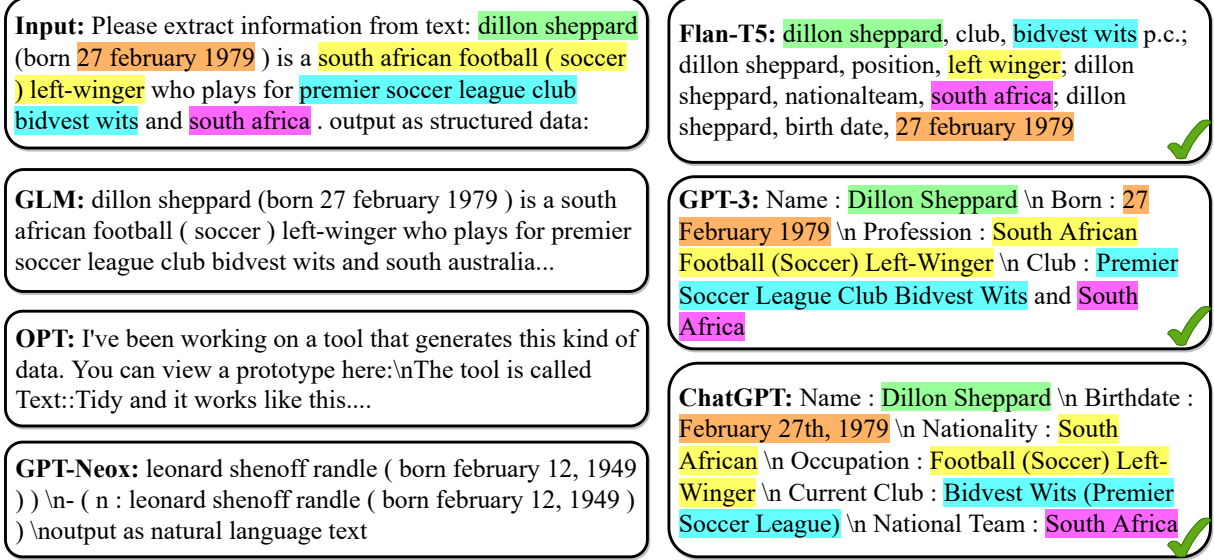 Input: Please extract information from text: dillon sheppard
(born 27 february 1979 ) is a south african football ( soccer
) left-winger who plays for premier soccer league club
bidvest wits and south africa . output as structured data:
GLM: dillon sheppard (born 27 february 1979 ) is a south
african football ( soccer ) left-winger who plays for premier
soccer league club bidvest wits and south australia...
OPT: I've been working on a tool that generates this kind of
data. You can view a prototype here:\nThe tool is called
Text::Tidy and it works like this....
GPT-Neox: leonard shenoff randle ( born february 12, 1949
) ) \n- ( n : leonard shenoff randle ( born february 12, 1949 )
) \noutput as natural language text
Flan-T5: dillon sheppard, club, bidvest wits p.c.;
dillon sheppard, position, left winger; dillon
sheppard, nationalteam, south africa; dillon
sheppard, birth date, 27 february 1979
GPT-3: Name : Dillon Sheppard \n Born : 27
February 1979 \n Profession : South African
Football (Soccer) Left-Winger \n Club : Premier
Soccer League Club Bidvest Wits and South
Africa
ChatGPT: Name : Dillon Sheppard \n Birthdate :
February 27th, 1979 \n Nationality : South
African \n Occupation : Football (Soccer) Left-
Winger \n Current Club : Bidvest Wits (Premier
Soccer League) \n National Team : South Africa